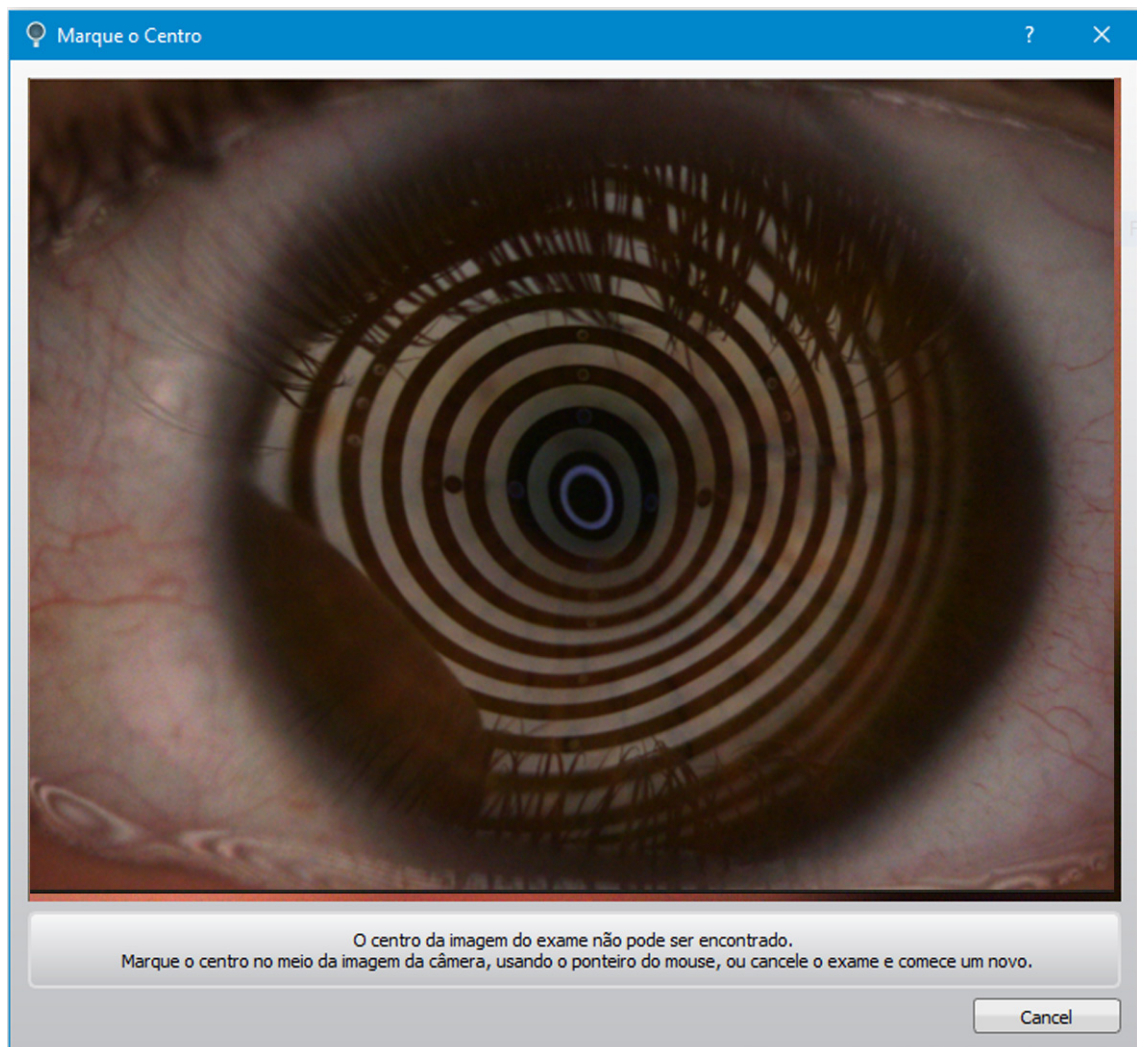 Marque o Centro
O centro da imagem do exame não pode ser encontrado.
Marque o centro no meio da imagem da câmera, usando o ponteiro do mouse, ou cancele o exame e comece um novo.
Cancel